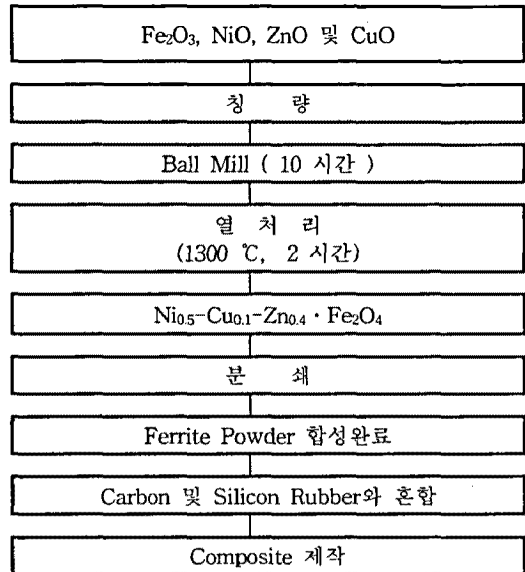 Fe₂O₃, NiO, ZnO 및 CuO
칭 량
Ball Mill ( 10 시간 )
열 처 리
(1300 ℃, 2 시간)
Ni₀.₅-Cu₀.₁-Zn₀.₄ · Fe₂O₄
분 쇄
Ferrite Powder 합성완료
Carbon 및 Silicon Rubber와 혼합
Composite 제작